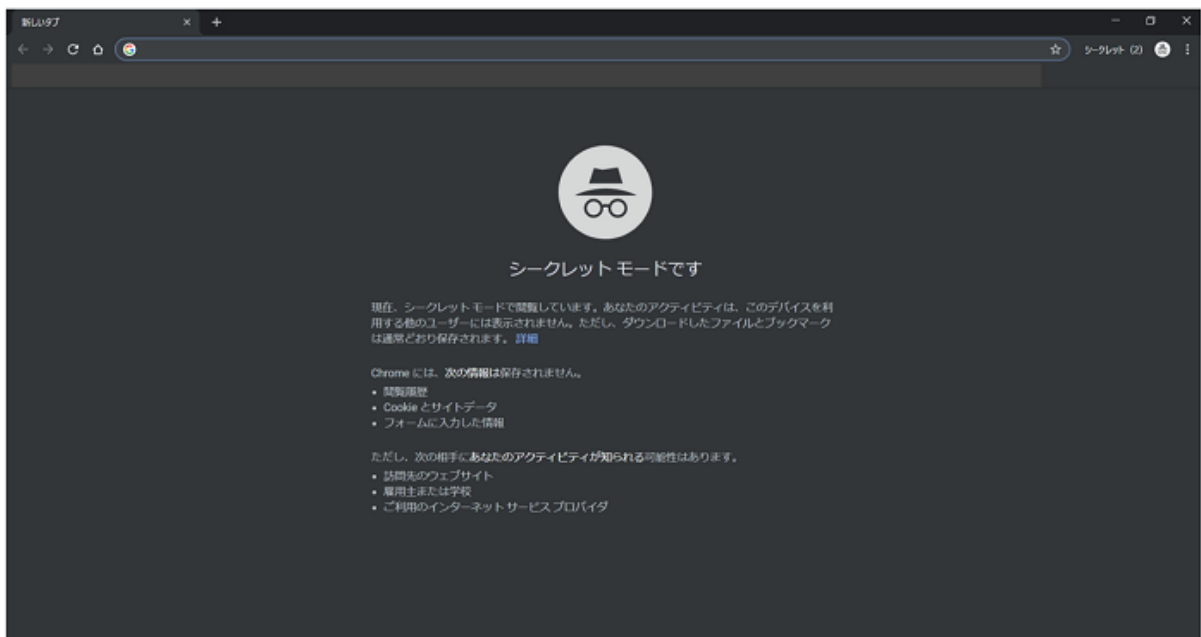 新しいタブ
シークレット (2)
シークレット モードです
現在、シークレット モードで閲覧しています。あなたのアクティビティは、このデバイスを利
用する他のユーザーには表示されません。ただし、ダウンロードしたファイルとブックマーク
は通常どおり保存されます。 詳細
Chrome には、次の情報は保存されません。
• 閲覧履歴
• Cookie とサイトデータ
• フォームに入力した情報
ただし、次の相手にあなたのアクティビティが知られる可能性はあります。
• 訪問先のウェブサイト
• 雇用主または学校
• ご利用のインターネット サービス プロバイダ